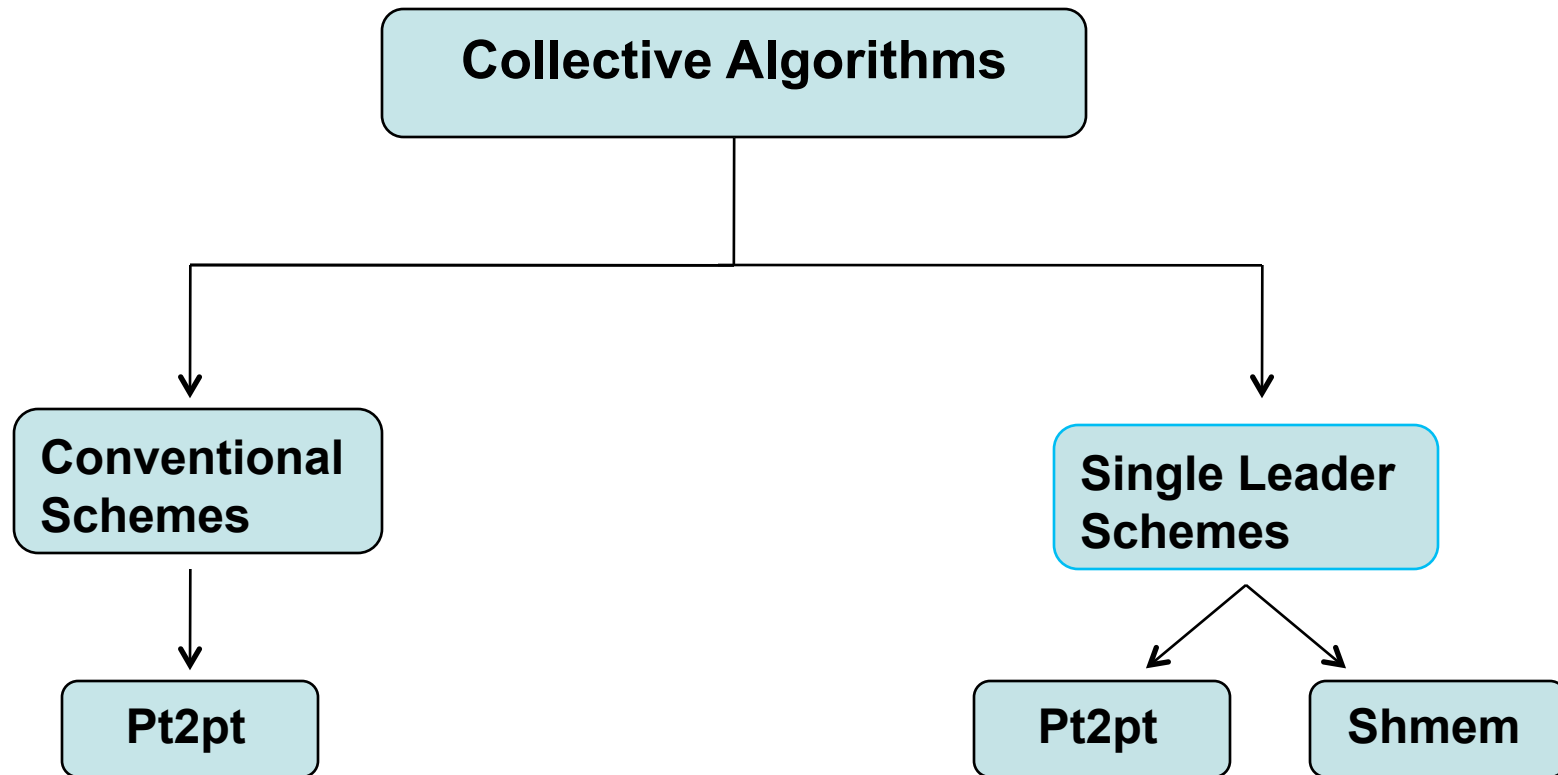 Collective Algorithms
Conventional
Schemes
Single Leader
Schemes
Pt2pt
Pt2pt
Shmem